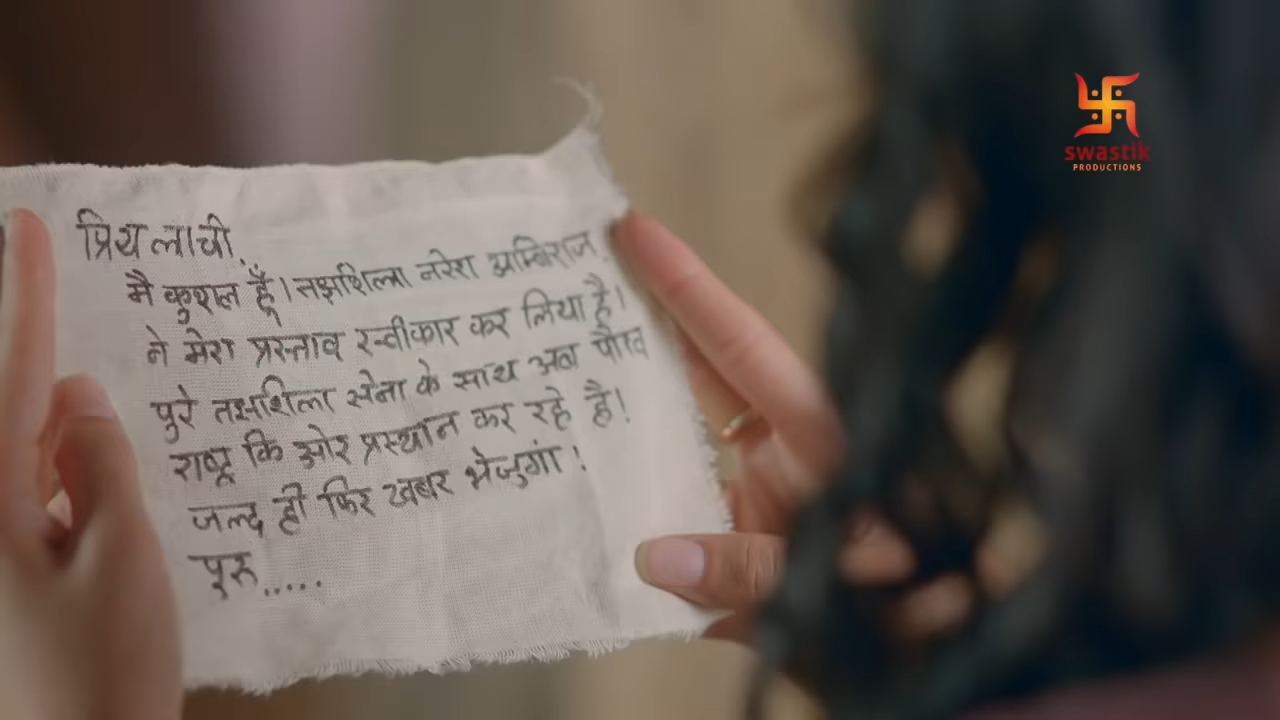 प्रिय लाची,
मै कुशल हूँ। तक्षशिला नरेश अम्बिराज
ने मेरा प्रस्ताव स्वीकार कर लिया है।
पुरे तक्षशिला सेना के साथ अब पौरव
राष्ट्र कि ओर प्रस्थान कर रहे है!
जल्द ही फिर खबर भेजुगां !
पुरू.....
swastik
PRODUCTIONS